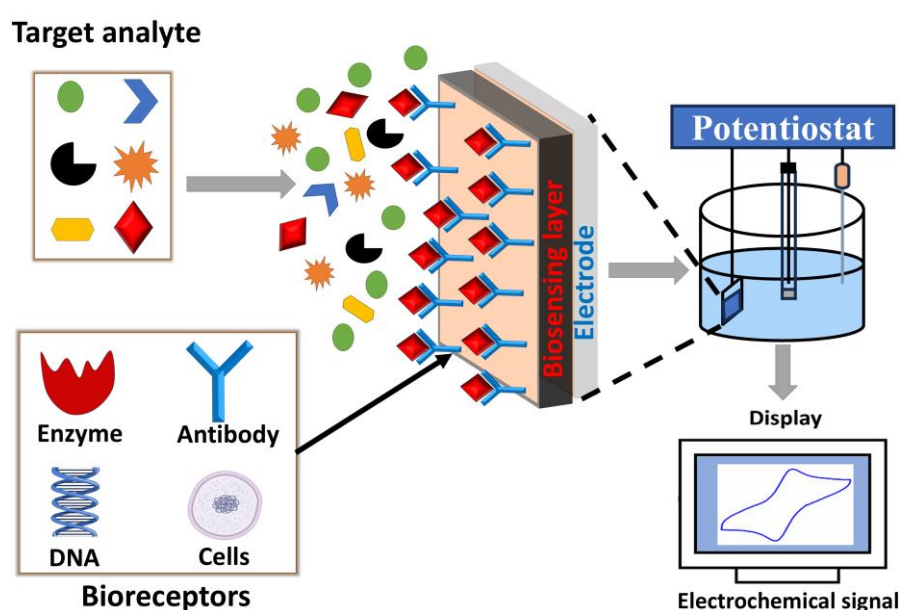 Target analyte
Potentiostat
Biosensing layer
Electrode
Enzyme
Antibody
DNA
Cells
Bioreceptors
Display
Electrochemical signal